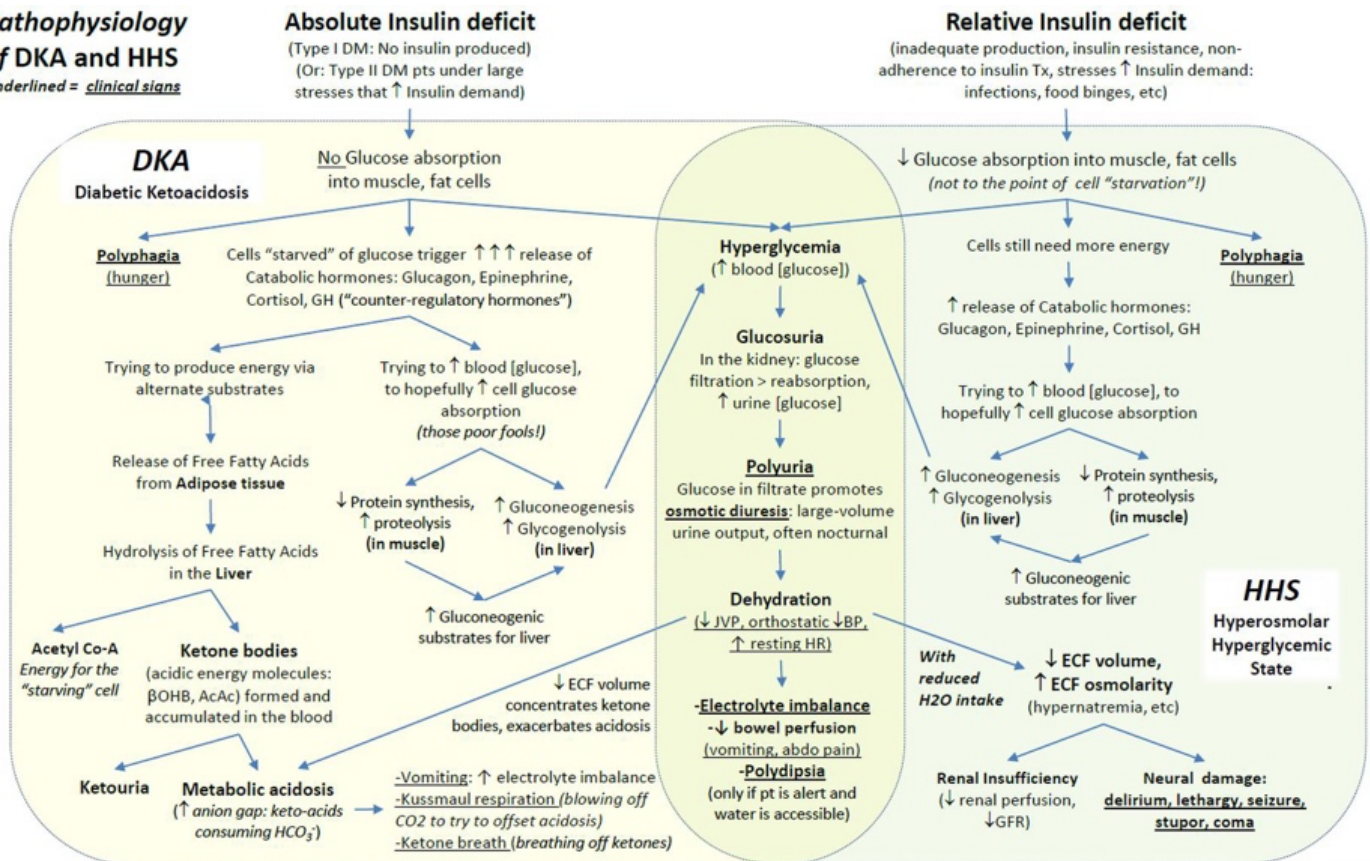 athophysiology
f DKA and HHS
nderlined = clinical signs
Absolute Insulin deficit
(Type I DM: No insulin produced)
(Or: Type II DM pts under large
stresses that ↑ Insulin demand)
Relative Insulin deficit
(inadequate production, insulin resistance, non-
adherence to insulin Tx, stresses ↑ Insulin demand:
infections, food binges, etc)
DKA
Diabetic Ketoacidosis
No Glucose absorption
into muscle, fat cells
↓ Glucose absorption into muscle, fat cells
(not to the point of cell “starvation”!)
Polyphagia
(hunger)
Cells “starved” of glucose trigger ↑↑↑ release of
Catabolic hormones: Glucagon, Epinephrine,
Cortisol, GH (“counter-regulatory hormones”)
Trying to produce energy via
alternate substrates
Trying to ↑ blood [glucose],
to hopefully ↑ cell glucose
absorption
(those poor fools!)
Release of Free Fatty Acids
from Adipose tissue
↓ Protein synthesis,
↑ proteolysis
(in muscle)
↑ Gluconeogenesis
↑ Glycogenolysis
(in liver)
Hydrolysis of Free Fatty Acids
in the Liver
↑ Gluconeogenic
substrates for liver
Acetyl Co-A
Energy for the
“starving” cell
Ketone bodies
(acidic energy molecules:
βOHB, AcAc) formed and
accumulated in the blood
↓ ECF volume
concentrates ketone
bodies, exacerbates acidosis
Ketouria
Metabolic acidosis
(↑ anion gap: keto-acids
consuming HCO3-)
-Vomiting: ↑ electrolyte imbalance
-Kussmaul respiration (blowing off
CO2 to try to offset acidosis)
-Ketone breath (breathing off ketones)
Hyperglycemia
(↑ blood [glucose])
Glucosuria
In the kidney: glucose
filtration > reabsorption,
↑ urine [glucose]
Polyuria
Glucose in filtrate promotes
osmotic diuresis: large-volume
urine output, often nocturnal
Dehydration
(↓ JVP, orthostatic ↓BP,
↑ resting HR)
-Electrolyte imbalance
-↓ bowel perfusion
(vomiting, abdo pain)
-Polydipsia
(only if pt is alert and
water is accessible)
Cells still need more energy
Polyphagia
(hunger)
↑ release of Catabolic hormones:
Glucagon, Epinephrine, Cortisol, GH
Trying to ↑ blood [glucose], to
hopefully ↑ cell glucose absorption
↑ Gluconeogenesis
↑ Glycogenolysis
(in liver)
↓ Protein synthesis,
↑ proteolysis
(in muscle)
↑ Gluconeogenic
substrates for liver
HHS
Hyperosmolar
Hyperglycemic
State
With
reduced
H2O intake
↓ ECF volume,
↑ ECF osmolarity
(hypernatremia, etc)
Renal Insufficiency
(↓ renal perfusion,
↓GFR)
Neural damage:
delirium, lethargy, seizure,
stupor, coma